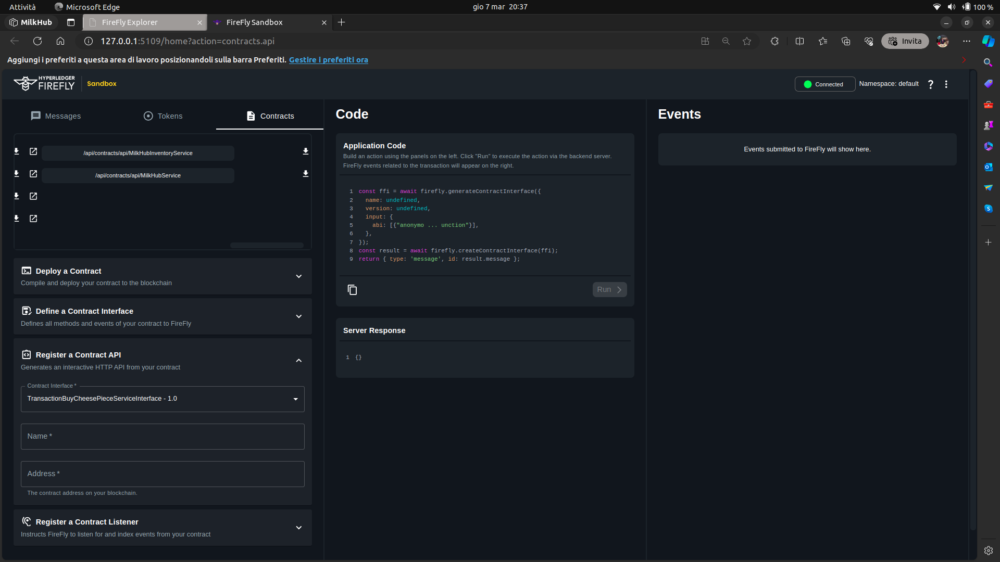 Attività
Microsoft Edge
gio 7 mar 20:37
100 %
MilkHub
FireFly Explorer
FireFly Sandbox
127.0.0.1:5109/home?action=contracts.api
Invita
Aggiungi i preferiti a questa area di lavoro posizionandoli sulla barra Preferiti. Gestire i preferiti ora
HYPERLEDGER
FIREFLY
Sandbox
Connected
Namespace: default
Messages
Tokens
Contracts
/api/contracts/api/MilkHubInventoryService
/api/contracts/api/MilkHubService
Deploy a Contract
Compile and deploy your contract to the blockchain
Define a Contract Interface
Defines all methods and events of your contract to FireFly
Register a Contract API
Generates an interactive HTTP API from your contract
Contract Interface *
TransactionBuyCheesePieceServiceInterface - 1.0
Name *
Address *
The contract address on your blockchain.
Register a Contract Listener
Instructs FireFly to listen for and index events from your contract
Code
Application Code
Build an action using the panels on the left. Click "Run" to execute the action via the backend server.
FireFly events related to the transaction will appear on the right.
1 const ffi = await firefly.generateContractInterface({
2 name: undefined,
3 version: undefined,
4 input: {
5 abi: [{"anonymo ... unction"}],
6 },
7 });
8 const result = await firefly.createContractInterface(ffi);
9 return { type: 'message', id: result.message };
Run
Server Response
1 {}
Events
Events submitted to FireFly will show here.